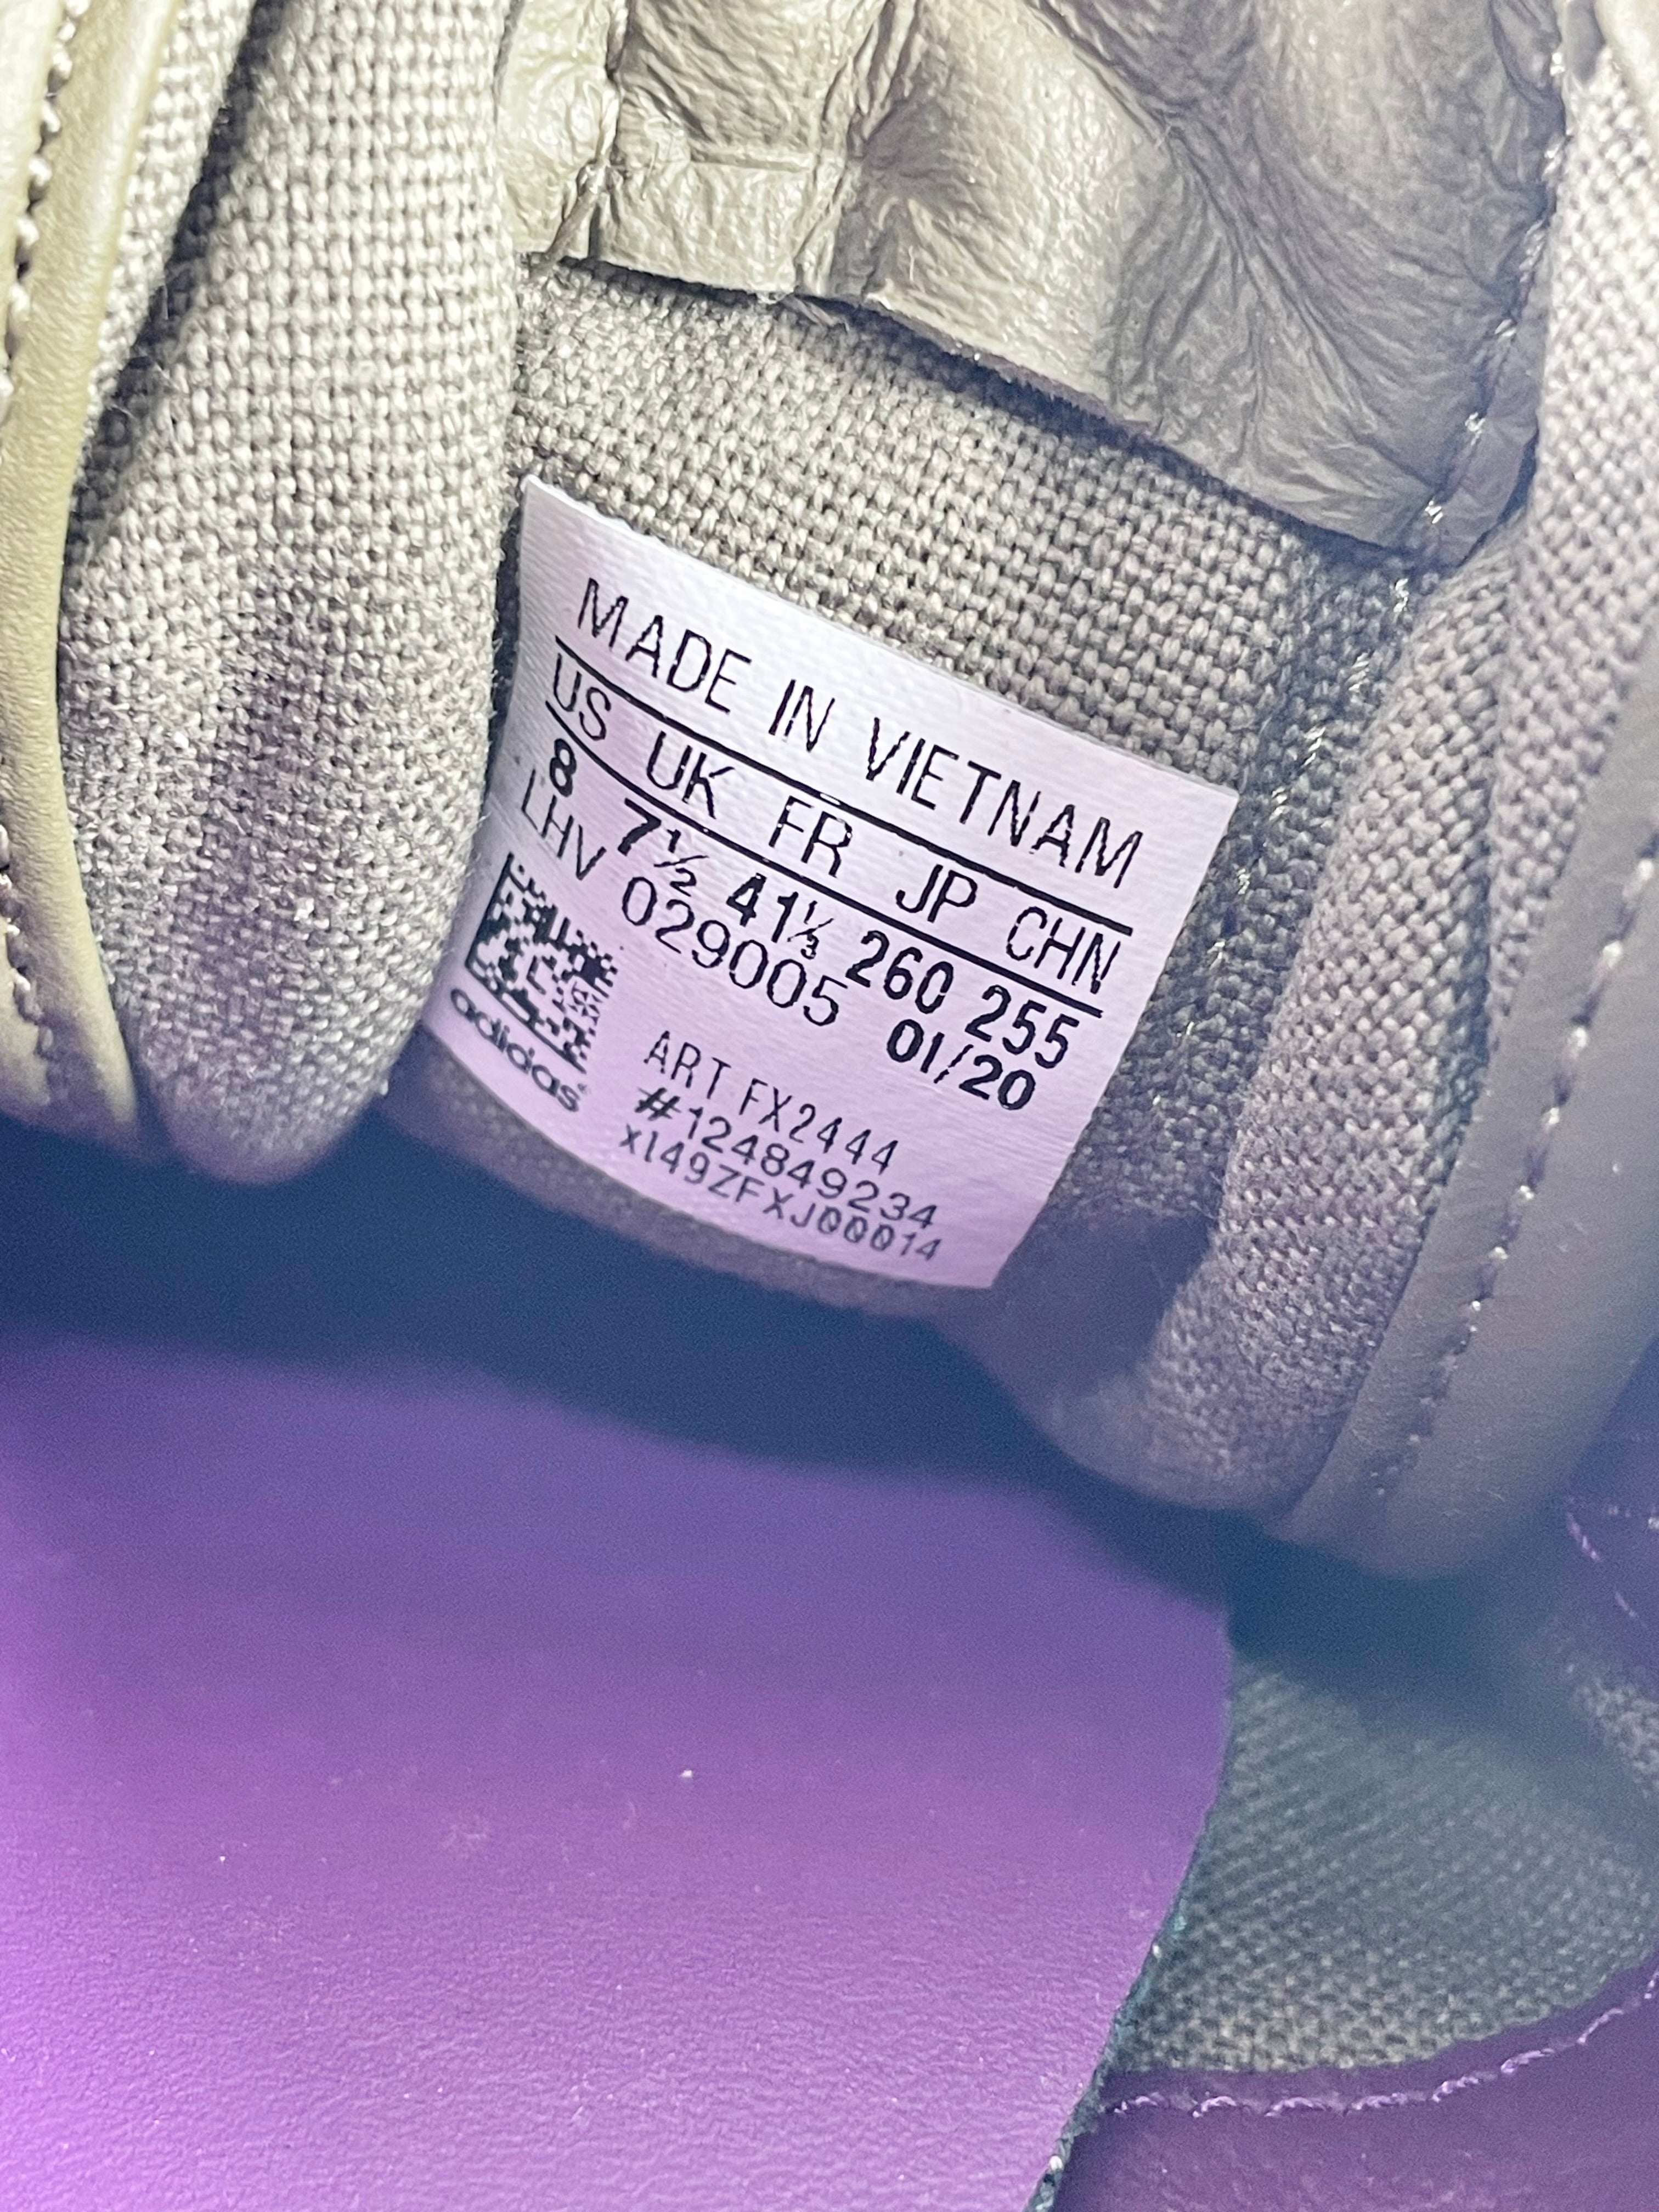 MADE IN VIETNAM
US UK FR JP CHN
8 7½ 41⅓ 260 255
LHV 029005 01/20
ART FX2444
#124849234
x149ZFXJ00014
adidas